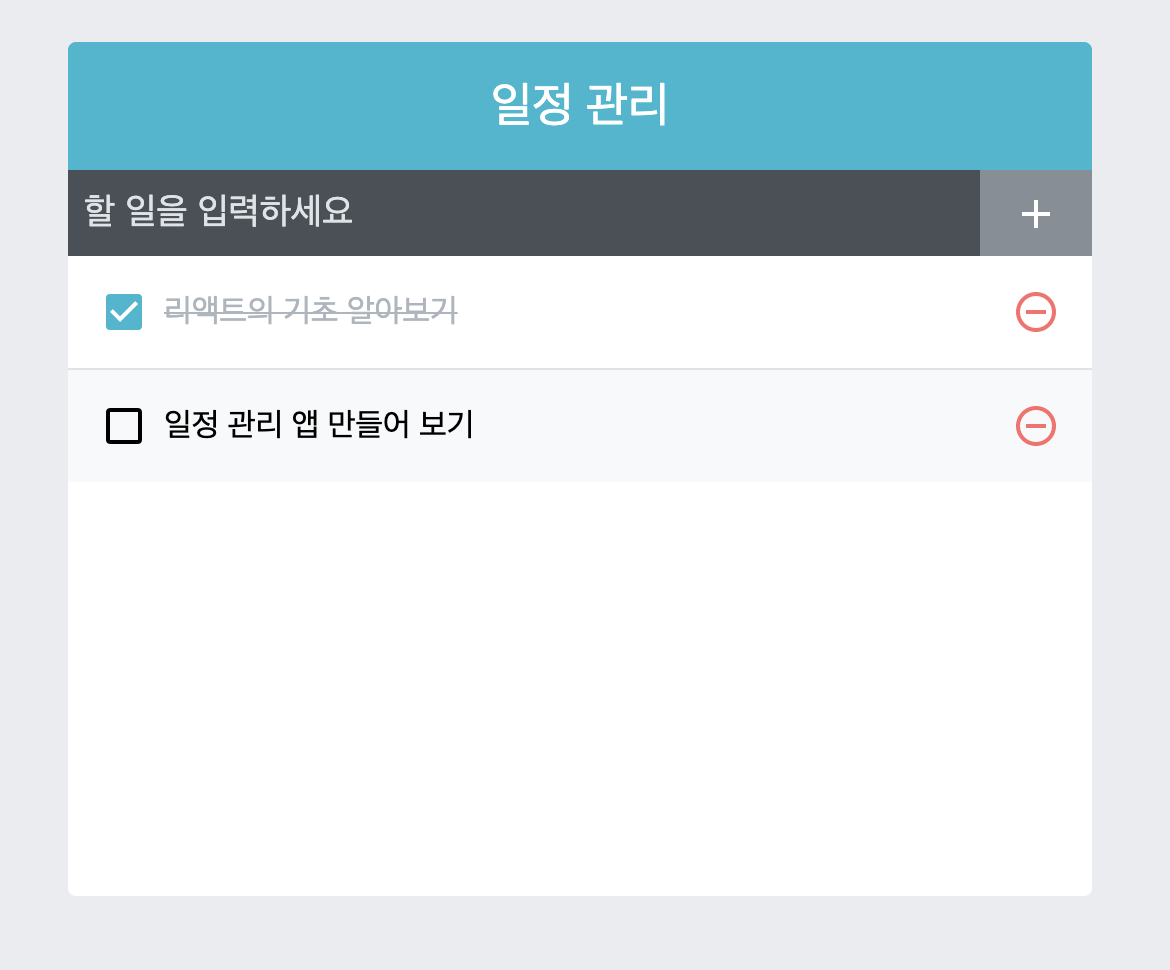 일정 관리
할 일을 입력하세요
리액트의 기초 알아보기
일정 관리 앱 만들어 보기